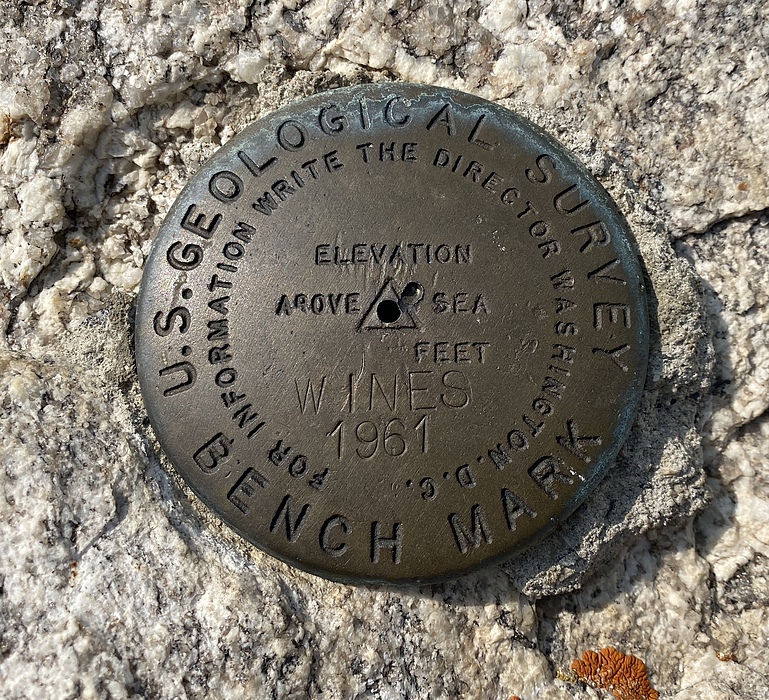 U.S. GEOLOGICAL SURVEY
FOR INFORMATION WRITE THE DIRECTOR WASHINGTON. D.C.
ELEVATION
ABOVE SEA
FEET
WINES
1961
BENCH MARK